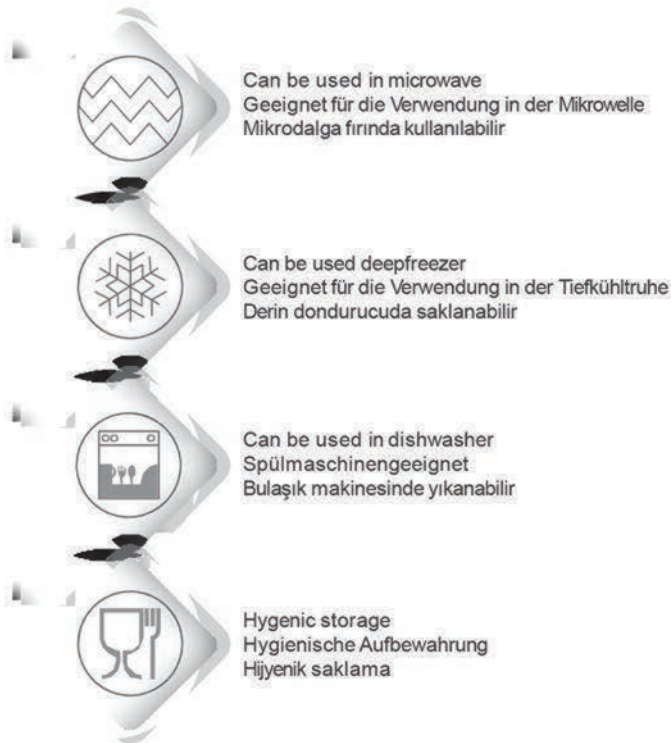 Can be used in microwave
Geeignet für die Verwendung in der Mikrowelle
Mikrodalga fırında kullanılabilir
Can be used deepfreezer
Geeignet für die Verwendung in der Tiefkühltruhe
Derin dondurucuda saklanabilir
Can be used in dishwasher
Spülmaschinengeeignet
Bulaşık makinesinde yıkanabilir
Hygenic storage
Hygienische Aufbewahrung
Hijyenik saklama